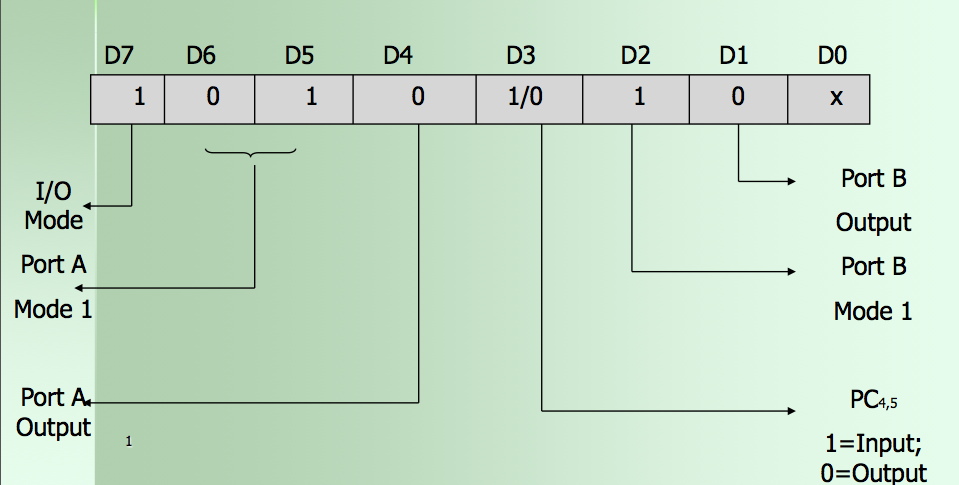 D7 D6 D5 D4 D3 D2 D1 D0
1 0 1 0 1/0 1 0 x
I/O
Mode
Port A
Mode 1
Port A
Output
1
Port B
Output
Port B
Mode 1
PC4,5
1=Input;
0=Output